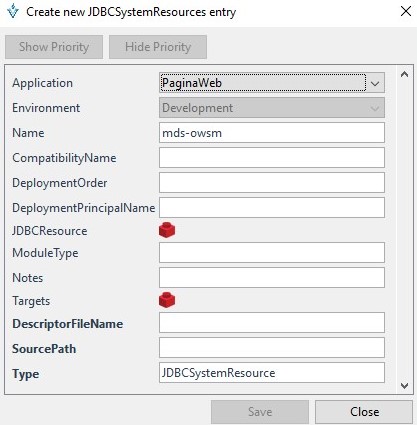 Create new JDBCSystemResources entry
Show Priority Hide Priority
Application PaginaWeb
Environment Development
Name mds-owsm
CompatibilityName
DeploymentOrder
DeploymentPrincipalName
JDBCResource
ModuleType
Notes
Targets
DescriptorFileName
SourcePath
Type JDBCSystemResource
Save Close